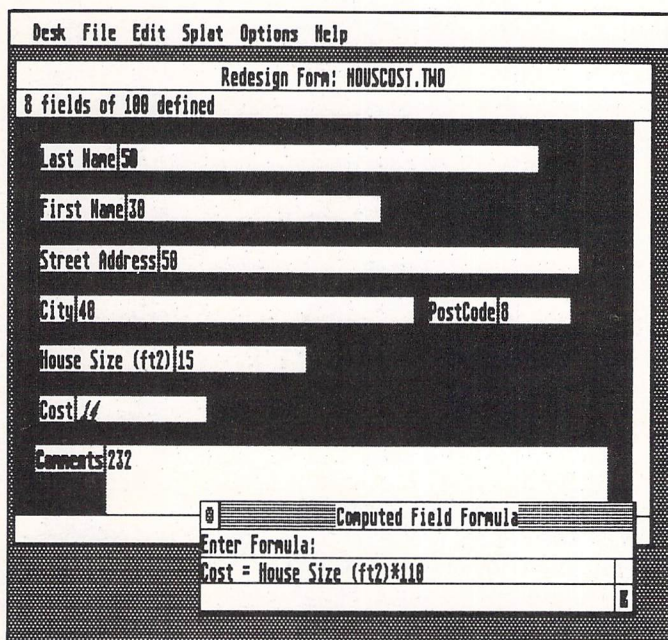 Desk File Edit Splat Options Help
Redesign Form: HOUSCOST.TWO
8 fields of 100 defined
Last Name 50
First Name 30
Street Address 50
City 40 PostCode 8
House Size (ft2) 15
Cost 14
Comments 232
Computed Field Formula
Enter Formula:
Cost = House Size (ft2)*110